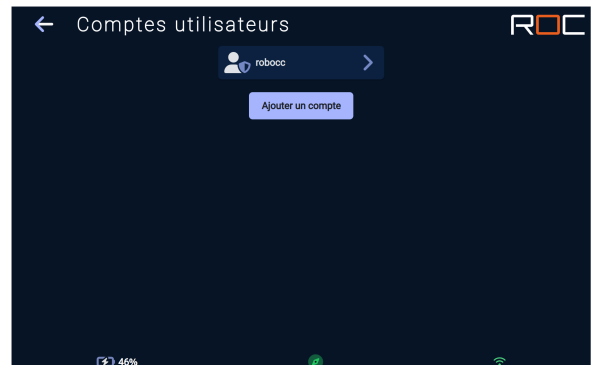 Comptes utilisateurs
ROC
robocc
Ajouter un compte
46%